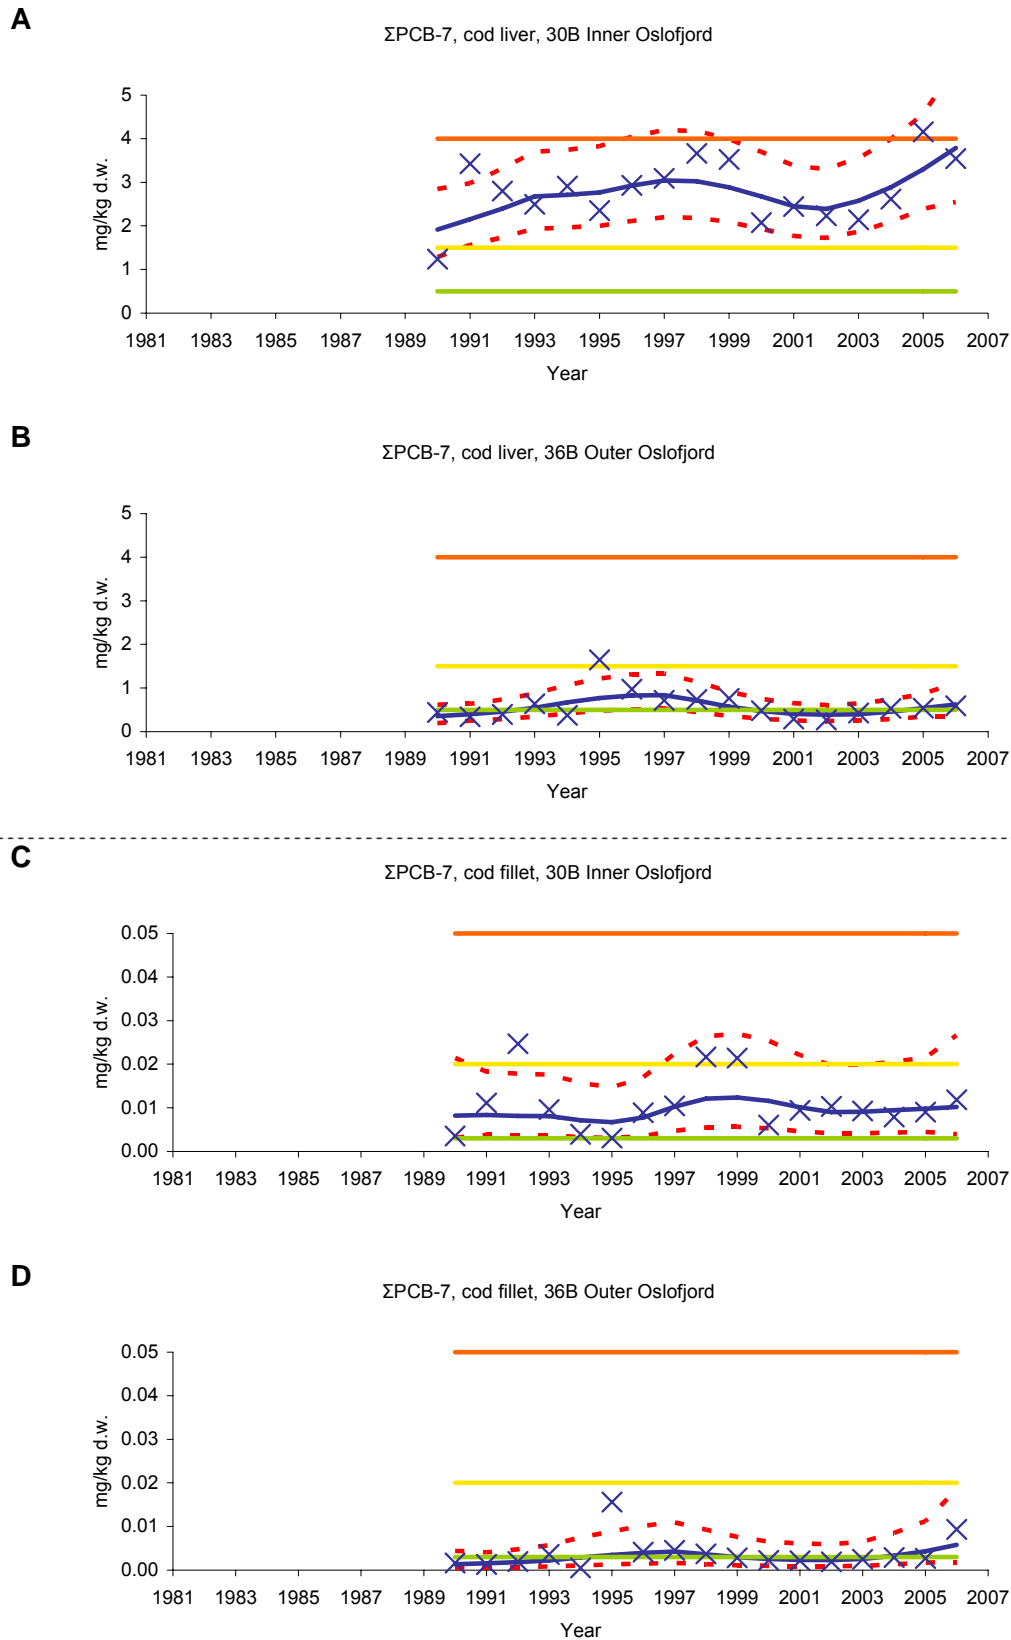 A
ΣPCB-7, cod liver, 30B Inner Oslofjord
5
4
3
2
1
0
mg/kg d.w.
1981 1983 1985 1987 1989 1991 1993 1995 1997 1999 2001 2003 2005 2007
Year
B
ΣPCB-7, cod liver, 36B Outer Oslofjord
5
4
3
2
1
0
mg/kg d.w.
1981 1983 1985 1987 1989 1991 1993 1995 1997 1999 2001 2003 2005 2007
Year
C
ΣPCB-7, cod fillet, 30B Inner Oslofjord
0.05
0.04
0.03
0.02
0.01
0.00
mg/kg d.w.
1981 1983 1985 1987 1989 1991 1993 1995 1997 1999 2001 2003 2005 2007
Year
D
ΣPCB-7, cod fillet, 36B Outer Oslofjord
0.05
0.04
0.03
0.02
0.01
0.00
mg/kg d.w.
1981 1983 1985 1987 1989 1991 1993 1995 1997 1999 2001 2003 2005 2007
Year